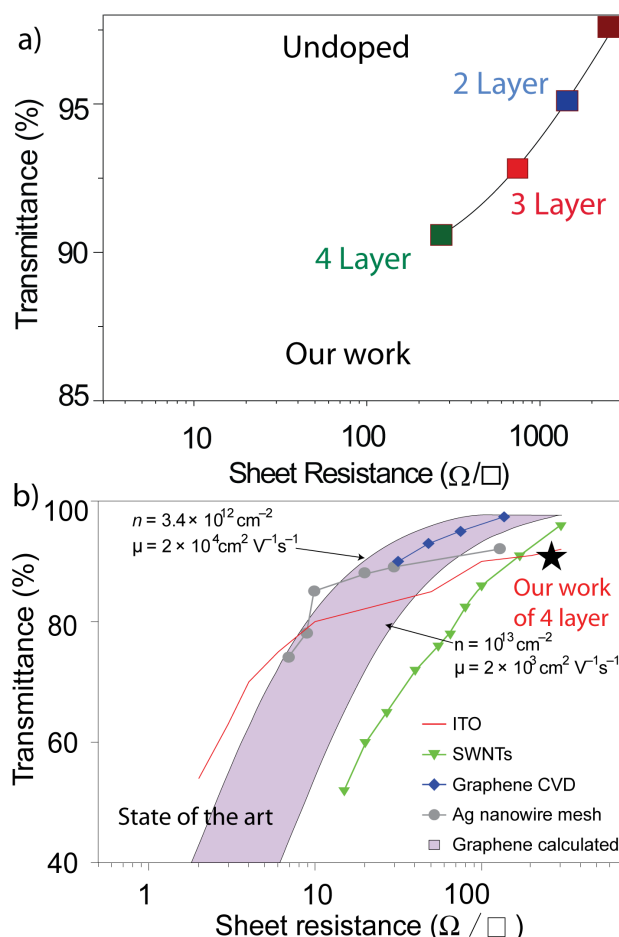 a)
Undoped
2 Layer
3 Layer
4 Layer
Our work
Transmittance (%)
95
90
85
10
100
1000
Sheet Resistance (Ω/□)
b)
100
80
60
40
Transmittance (%)
n = 3.4 × 10¹² cm⁻²
μ = 2 × 10⁴cm² V⁻¹s⁻¹
Our work
of 4 layer
n = 10¹³ cm⁻²
μ = 2 × 10³ cm² V⁻¹s⁻¹
ITO
SWNTs
Graphene CVD
Ag nanowire mesh
Graphene calculated
State of the art
1
10
100
Sheet resistance (Ω /□)